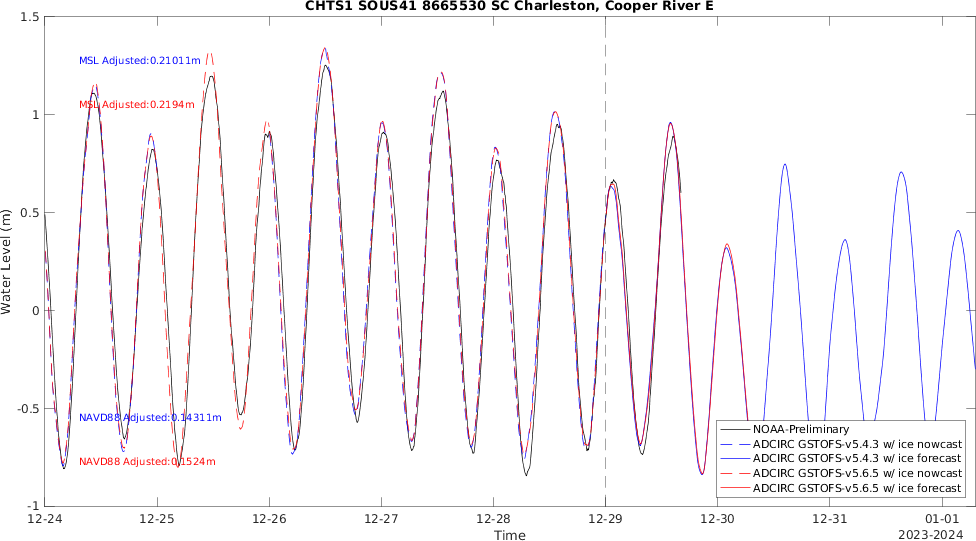 CHTS1 SOUS41 8665530 SC Charleston, Cooper River E
1.5
1
0.5
0
-0.5
-1
Water Level (m)
MSL Adjusted:0.21011m
MSL Adjusted:0.2194m
NAVD88 Adjusted:0.14311m
NAVD88 Adjusted:0.1524m
NOAA-Preliminary
ADCIRC GSTOFS-v5.4.3 w/ ice nowcast
ADCIRC GSTOFS-v5.4.3 w/ ice forecast
ADCIRC GSTOFS-v5.6.5 w/ ice nowcast
ADCIRC GSTOFS-v5.6.5 w/ ice forecast
12-24 12-25 12-26 12-27 12-28 12-29 12-30 12-31 01-01
Time
2023-2024